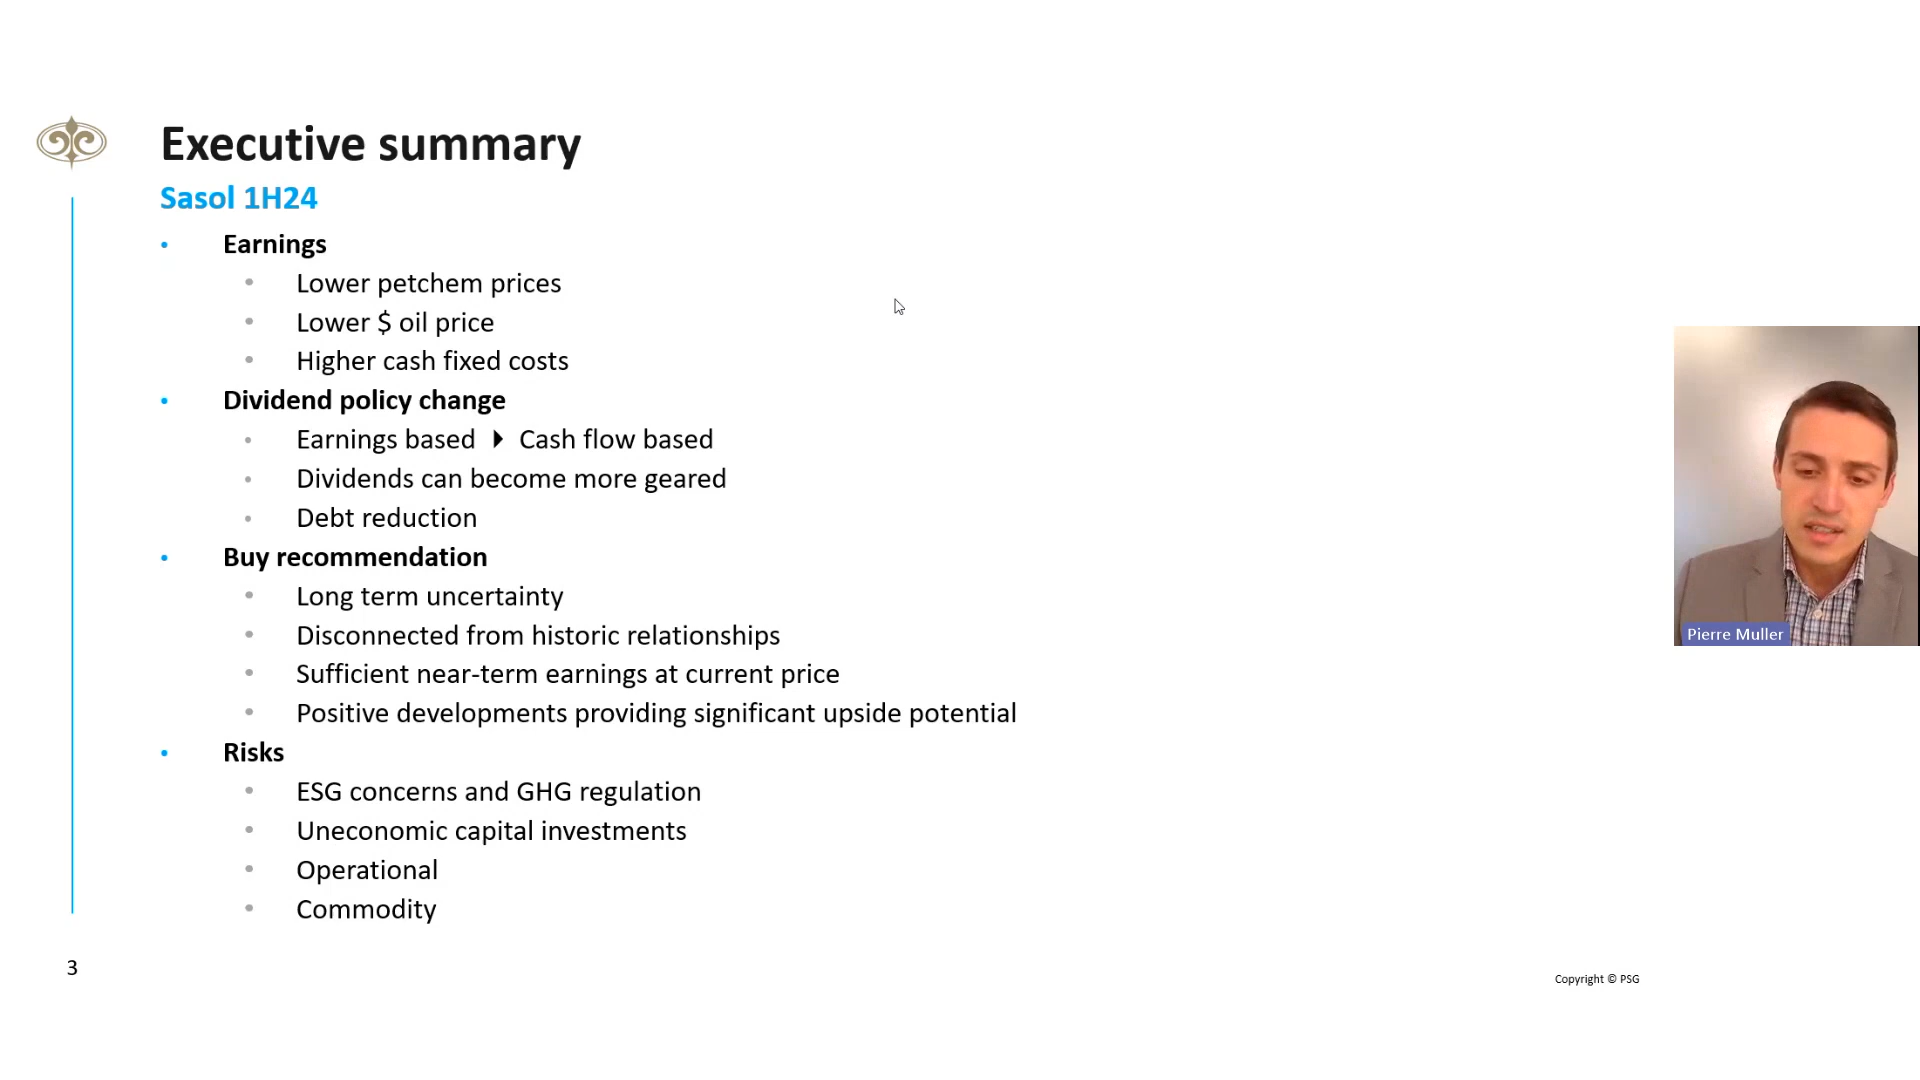 Executive summary
Sasol 1H24
• Earnings
• Lower petchem prices
• Lower $ oil price
• Higher cash fixed costs
• Dividend policy change
• Earnings based ▶ Cash flow based
• Dividends can become more geared
• Debt reduction
• Buy recommendation
• Long term uncertainty
• Disconnected from historic relationships
• Sufficient near-term earnings at current price
• Positive developments providing significant upside potential
• Risks
• ESG concerns and GHG regulation
• Uneconomic capital investments
• Operational
• Commodity
Pierre Muller
3
Copyright © PSG